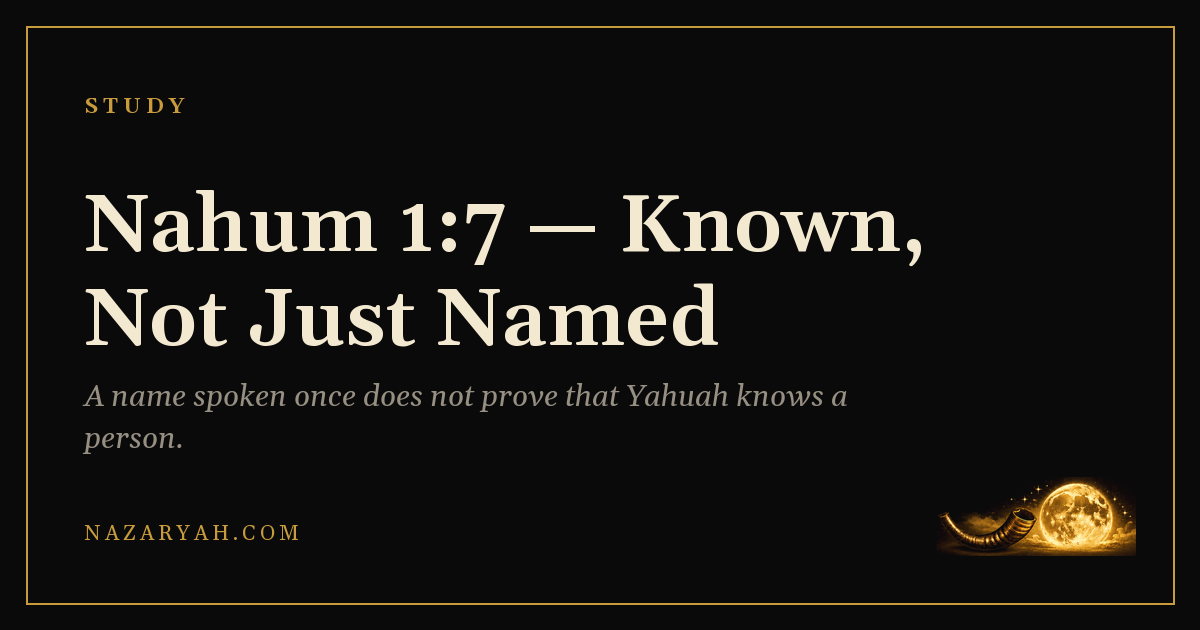 STUDY
Nahum 1:7 — Known,
Not Just Named
A name spoken once does not prove that Yahuah knows a
person.
NAZARYAH.COM